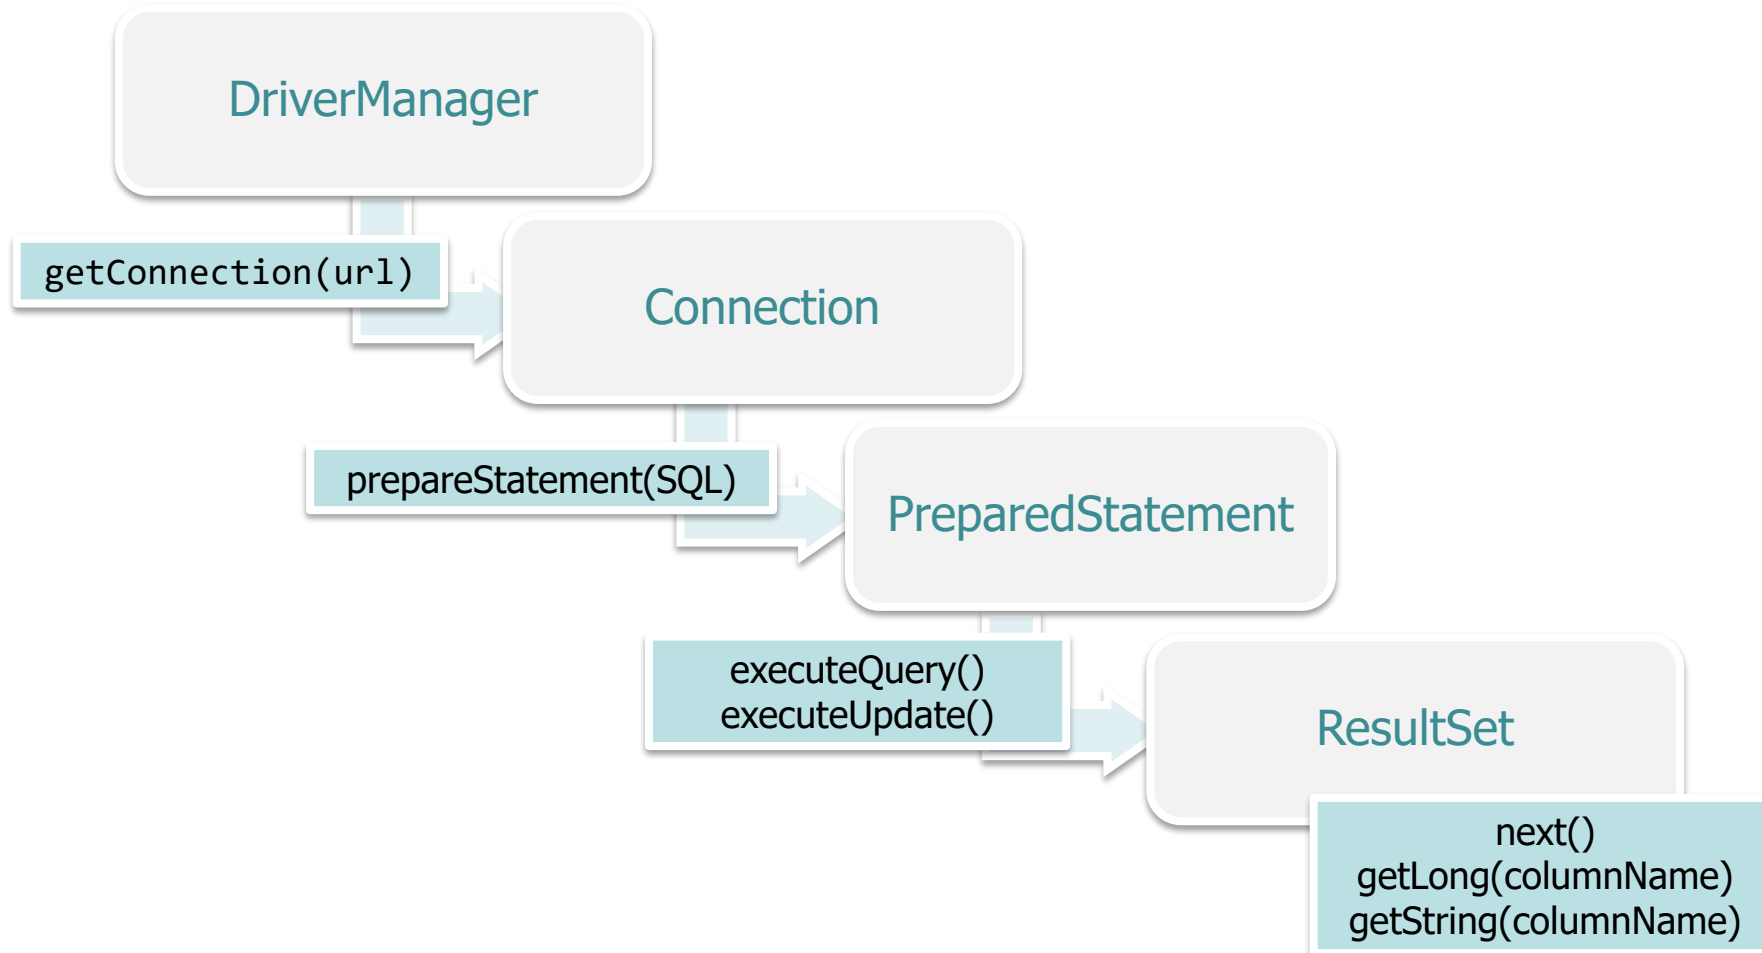 DriverManager
getConnection(url)
Connection
prepareStatement(SQL)
PreparedStatement
executeQuery()
executeUpdate()
ResultSet
next()
getLong(columnName)
getString(columnName)